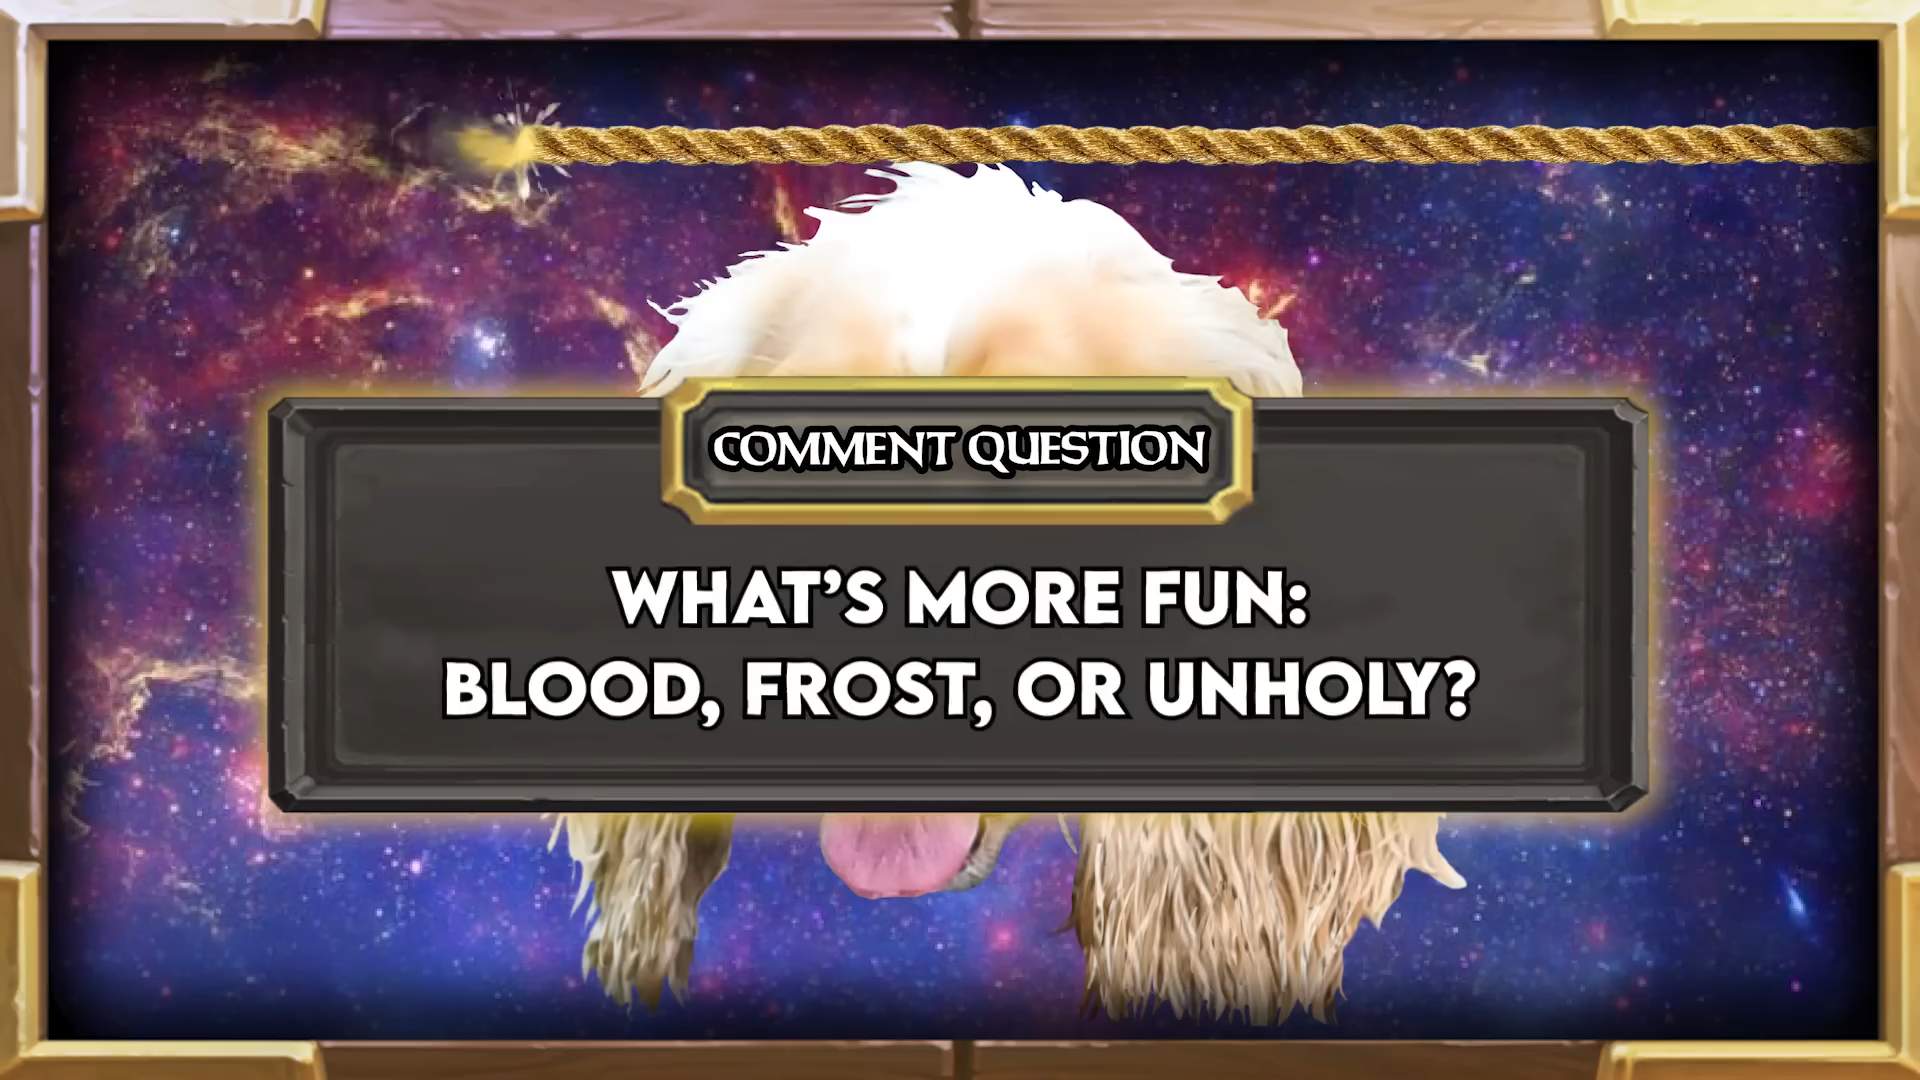 COMMENT QUESTION
WHAT'S MORE FUN:
BLOOD, FROST, OR UNHOLY?